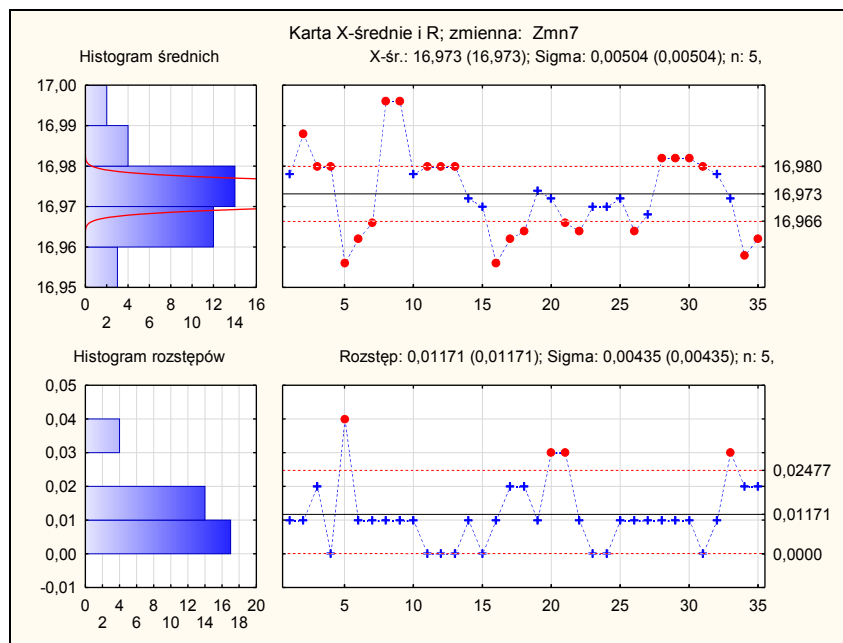 Karta X-średnie i R; zmienna: Zmn7
Histogram średnich
X-śr.: 16,973 (16,973); Sigma: 0,00504 (0,00504); n: 5,
17,00
16,99
16,98
16,97
16,96
16,95
0 2 4 6 8 10 12 14 16
5 10 15 20 25 30 35
16,980
16,973
16,966
Histogram rozstępów
Rozstęp: 0,01171 (0,01171); Sigma: 0,00435 (0,00435); n: 5,
0,05
0,04
0,03
0,02
0,01
0,00
-0,01
0 2 4 6 8 10 12 14 16 18 20
5 10 15 20 25 30 35
0,02477
0,01171
0,0000